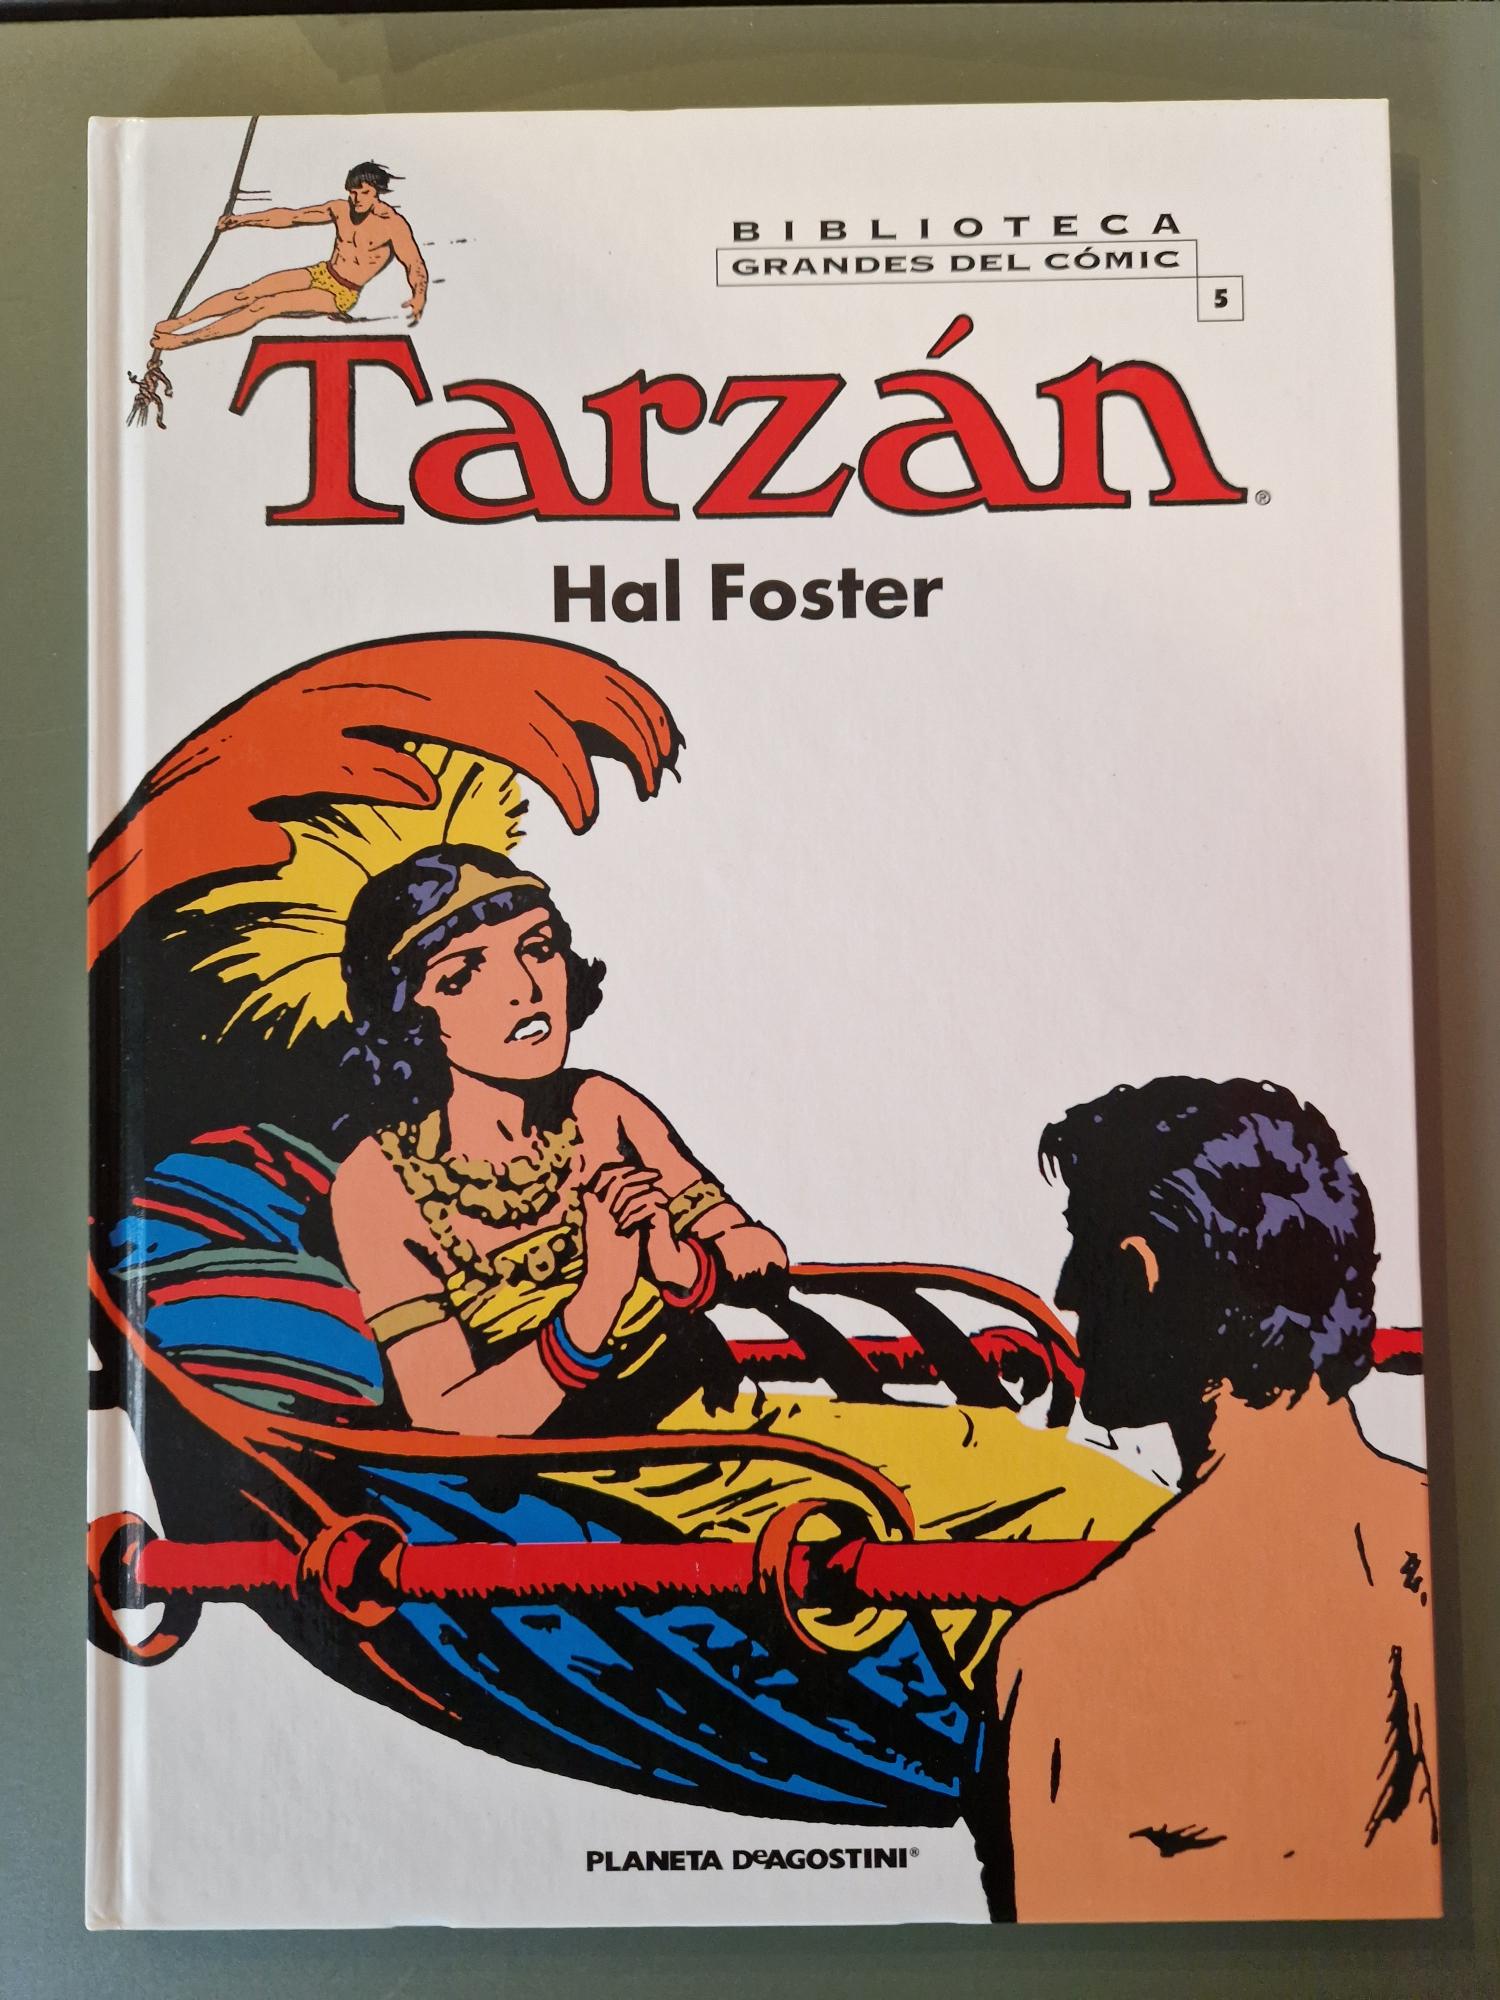 BIBLIOTECA
GRANDES DEL CÓMIC
5
Tarzán®
Hal Foster
PLANETA DeAGOSTINI®